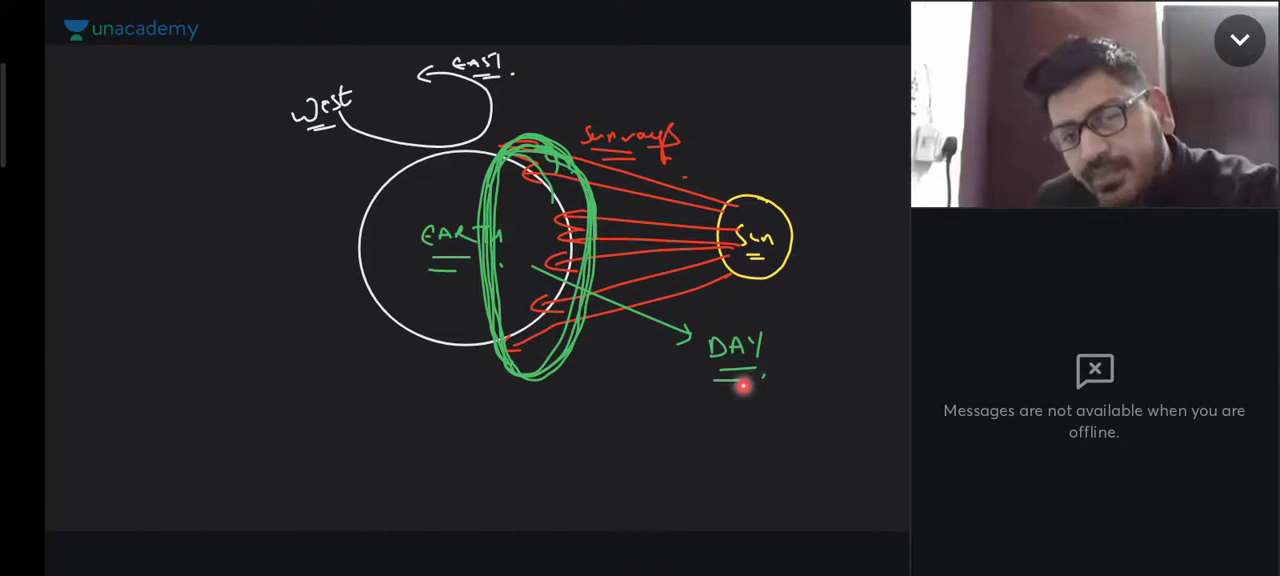 unacademy
EAST.
West
Sun rays
EARTH
Sun
DAY
Messages are not available when you are
offline.